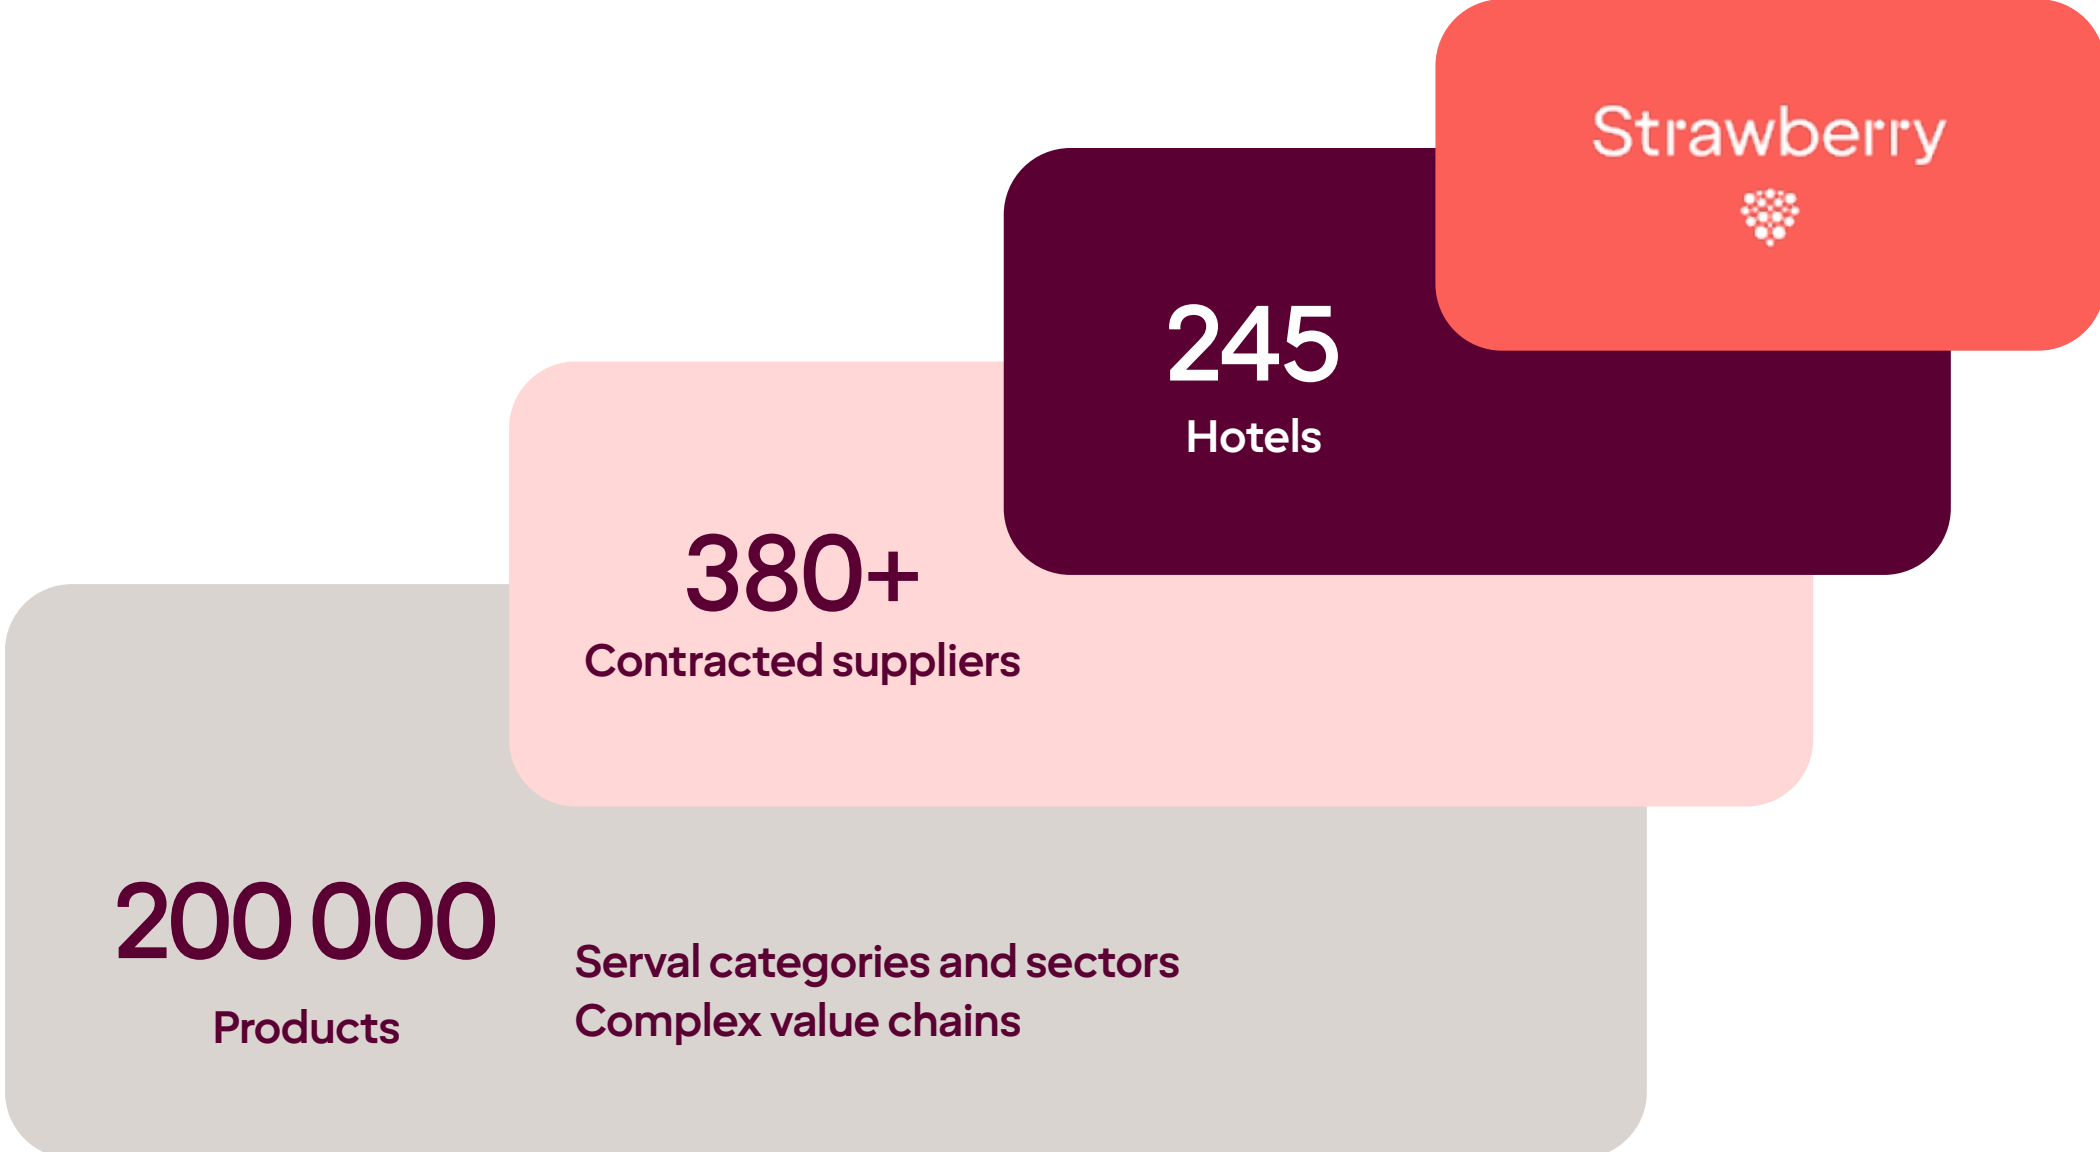 Strawberry
245
Hotels
380+
Contracted suppliers
200 000
Products
Serval categories and sectors
Complex value chains